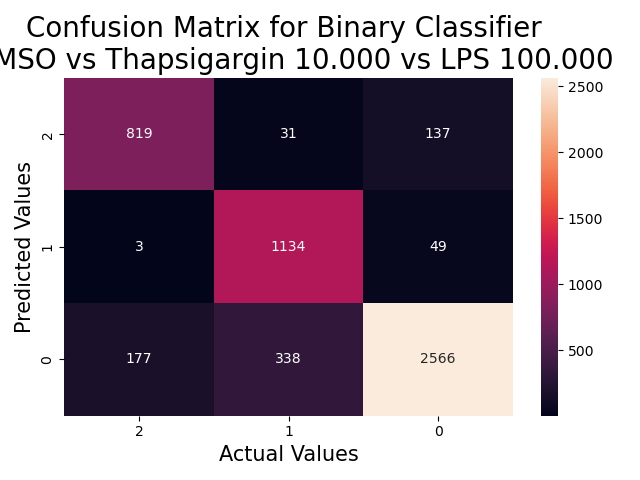 Confusion Matrix for Binary Classifier
MSO vs Thapsigargin 10.000 vs LPS 100.000
2500
2000
1500
1000
500
Predicted Values
2
819 31 137
1
3 1134 49
0
177 338 2566
2 1 0
Actual Values